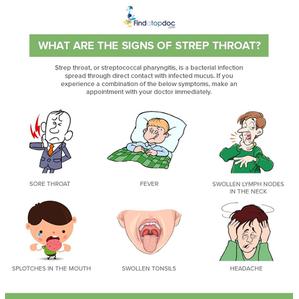 Findatopdoc
WHAT ARE THE SIGNS OF STREP THROAT?
Strep throat, or streptococcal pharyngitis, is a bacterial infection
spread through direct contact with infected mucus. If you
experience a combination of the below symptoms, make an
appointment with your doctor immediately.
SORE THROAT
FEVER
SWOLLEN LYMPH NODES
IN THE NECK
SPLOTCHES IN THE MOUTH
SWOLLEN TONSILS
HEADACHE